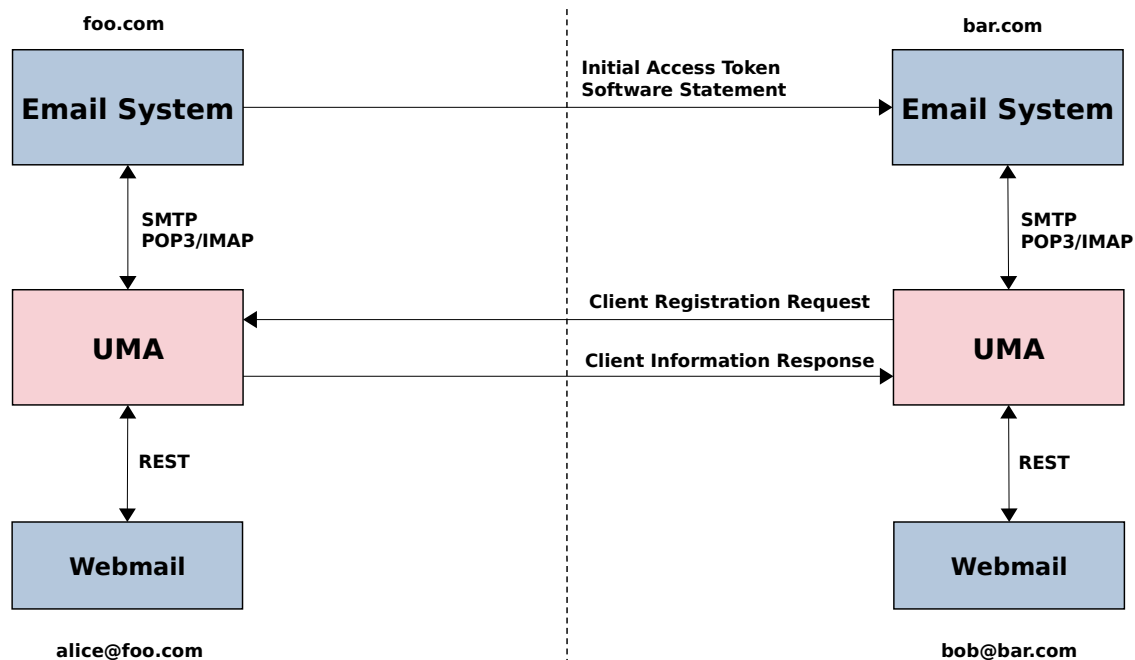 foo.com
bar.com
Email System
Initial Access Token
Software Statement
Email System
SMTP
POP3/IMAP
SMTP
POP3/IMAP
UMA
Client Registration Request
Client Information Response
UMA
REST
REST
Webmail
Webmail
alice@foo.com
bob@bar.com